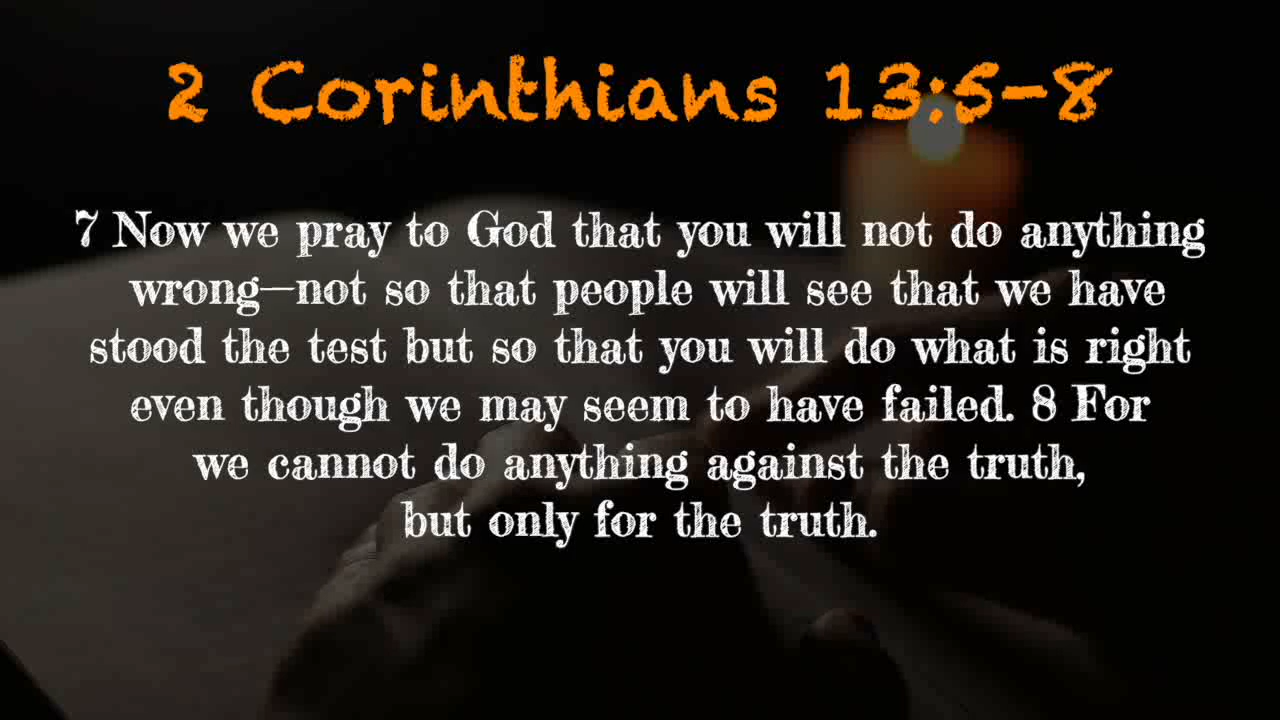 2 Corinthians 13:5-8
7 Now we pray to God that you will not do anything
wrong—not so that people will see that we have
stood the test but so that you will do what is right
even though we may seem to have failed. 8 For
we cannot do anything against the truth,
but only for the truth.